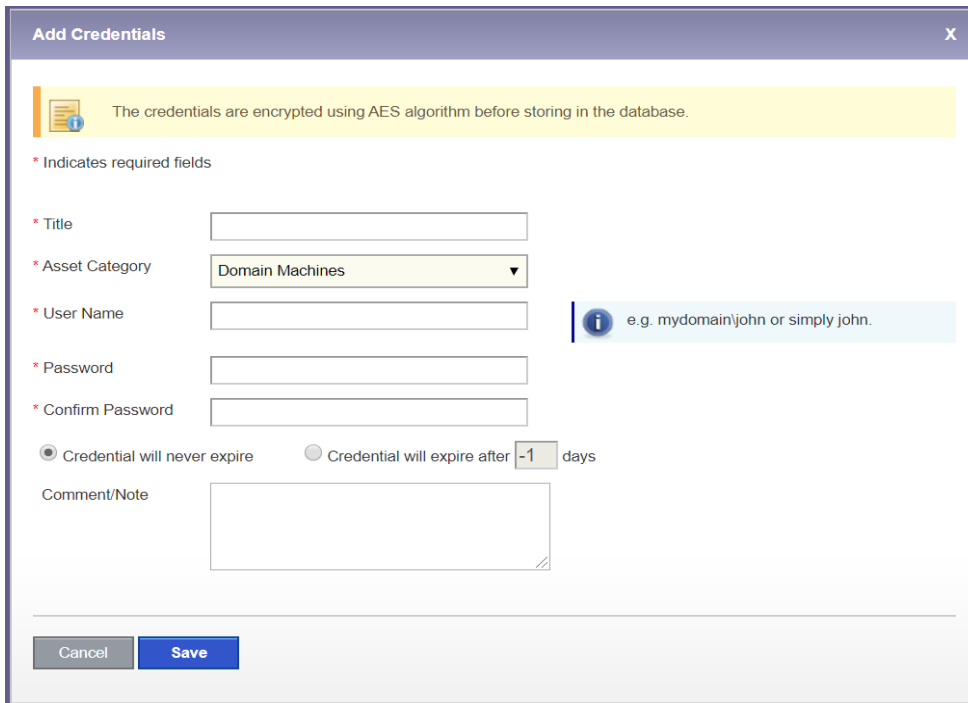 Add Credentials X
The credentials are encrypted using AES algorithm before storing in the database.
* Indicates required fields
* Title
* Asset Category Domain Machines
* User Name e.g. mydomain\john or simply john.
* Password
* Confirm Password
Credential will never expire Credential will expire after -1 days
Comment/Note
Cancel Save